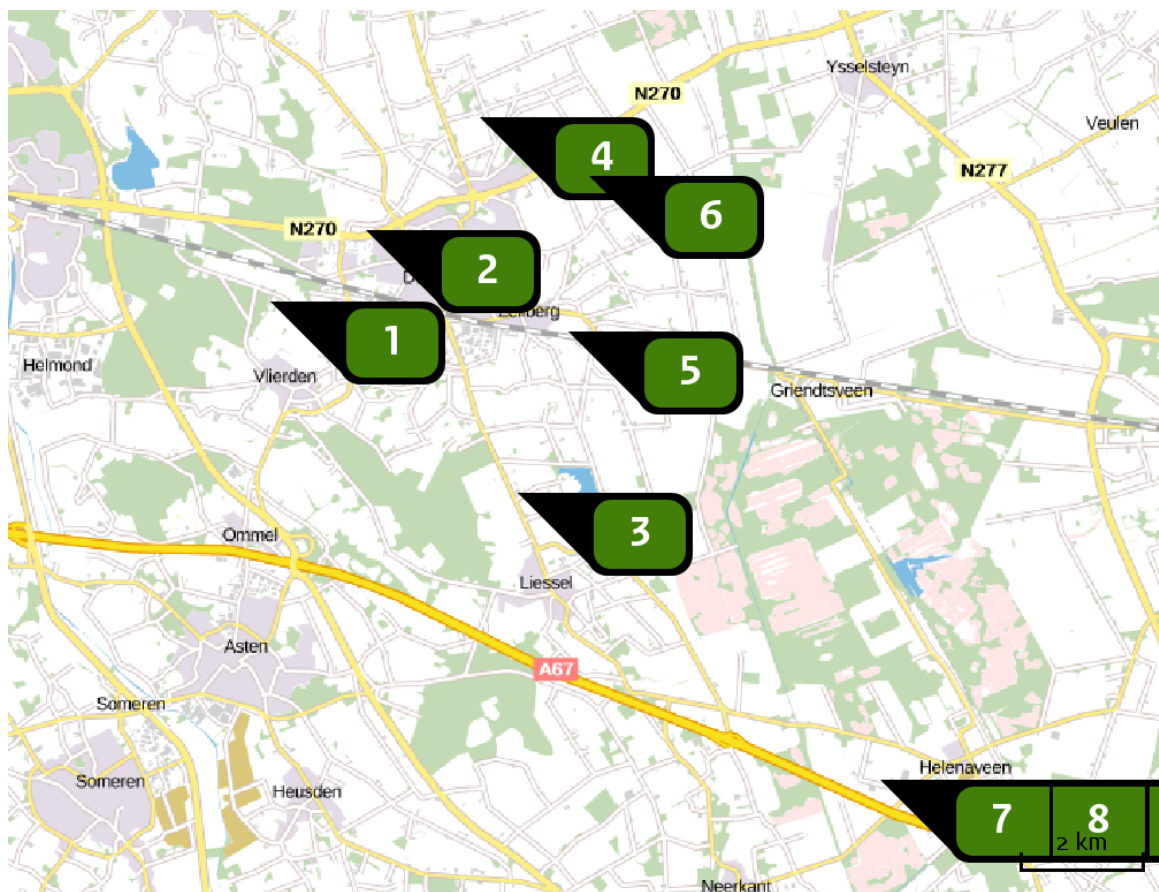 Ysselsteyn
N270
Veulen
4
N277
6
N270
2
1
Helmond
Vlierden
5
Griendtsveen
3
Ommel
Liessel
Asten
A67
Someren
Helenaveen
Someren
Heusden
7 8
2 km
Neerkant